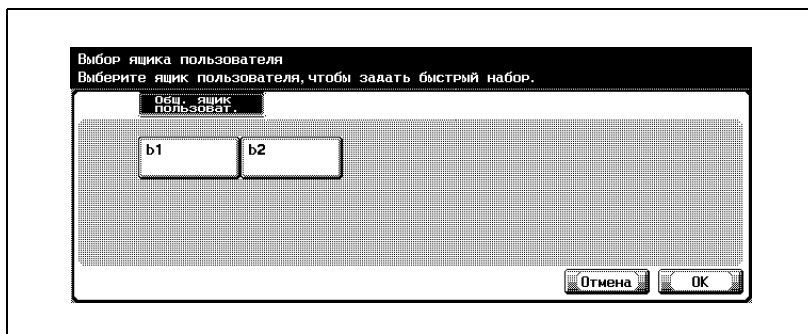 Выбор ящика пользователя
Выберите ящик пользователя,чтобы задать быстрый набор.
Общ. ящик
пользоват.
b1
b2
Отмена
OK